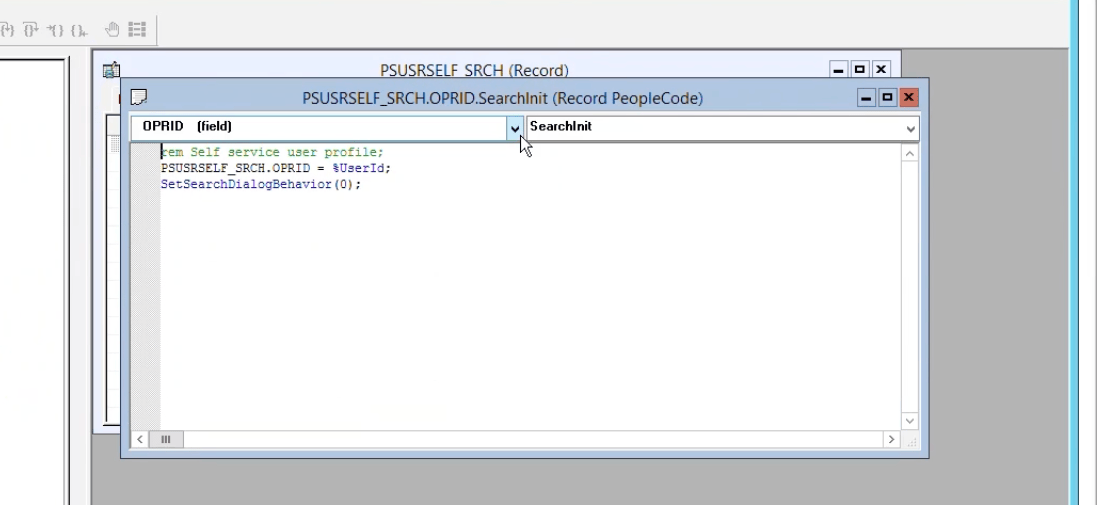 PSUSRSELF_SRCH (Record)
PSUSRSELF_SRCH.OPRID.SearchInit (Record PeopleCode)
OPRID (field)
SearchInit
rem Self service user profile;
PSUSRSELF_SRCH.OPRID = %UserId;
SetSearchDialogBehavior(0);